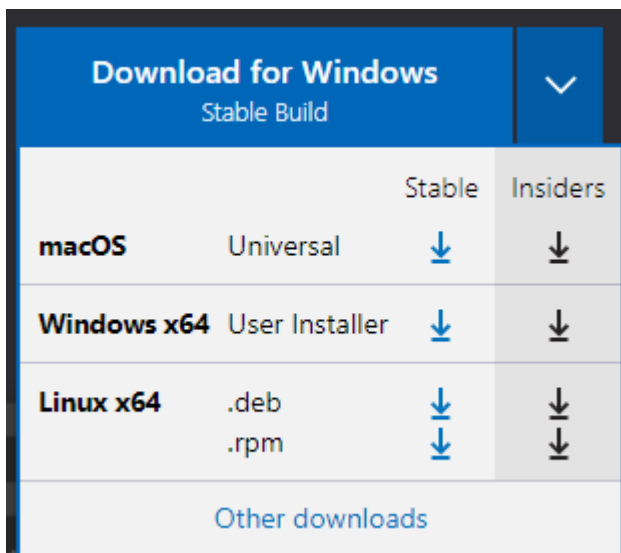 Download for Windows
Stable Build
Stable Insiders
macOS Universal
Windows x64 User Installer
Linux x64 .deb
.rpm
Other downloads